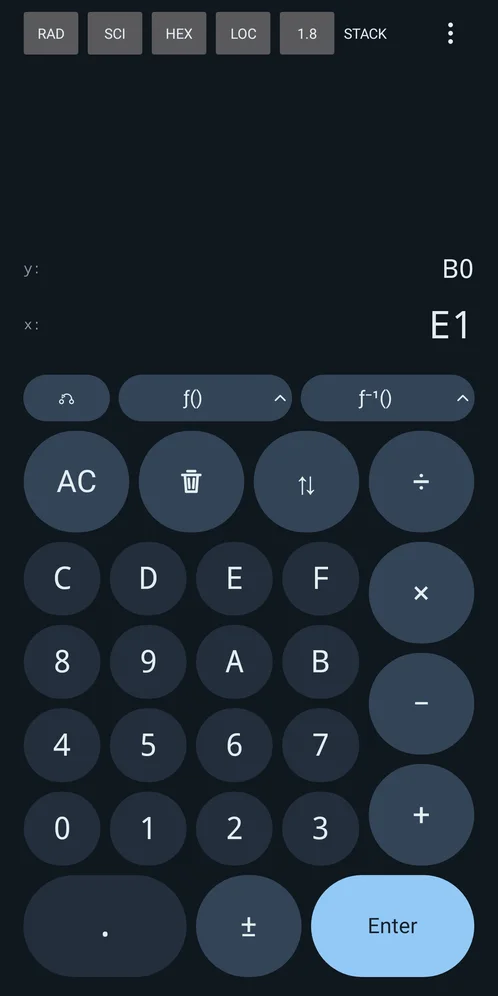 RAD SCI HEX LOC 1.8 STACK
y: B0
x: E1
ƒ() ƒ⁻¹()
AC ÷
C D E F ×
8 9 A B
−
4 5 6 7
0 1 2 3 +
. ± Enter